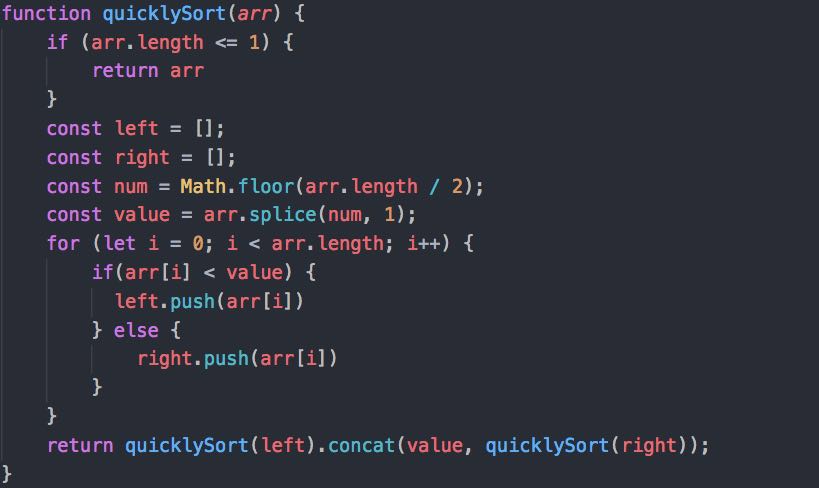 function quicklySort(arr) {
    if (arr.length <= 1) {
        return arr
    }
    const left = [];
    const right = [];
    const num = Math.floor(arr.length / 2);
    const value = arr.splice(num, 1);
    for (let i = 0; i < arr.length; i++) {
        if(arr[i] < value) {
          left.push(arr[i])
        } else {
            right.push(arr[i])
        }
    }
    return quicklySort(left).concat(value, quicklySort(right));
}